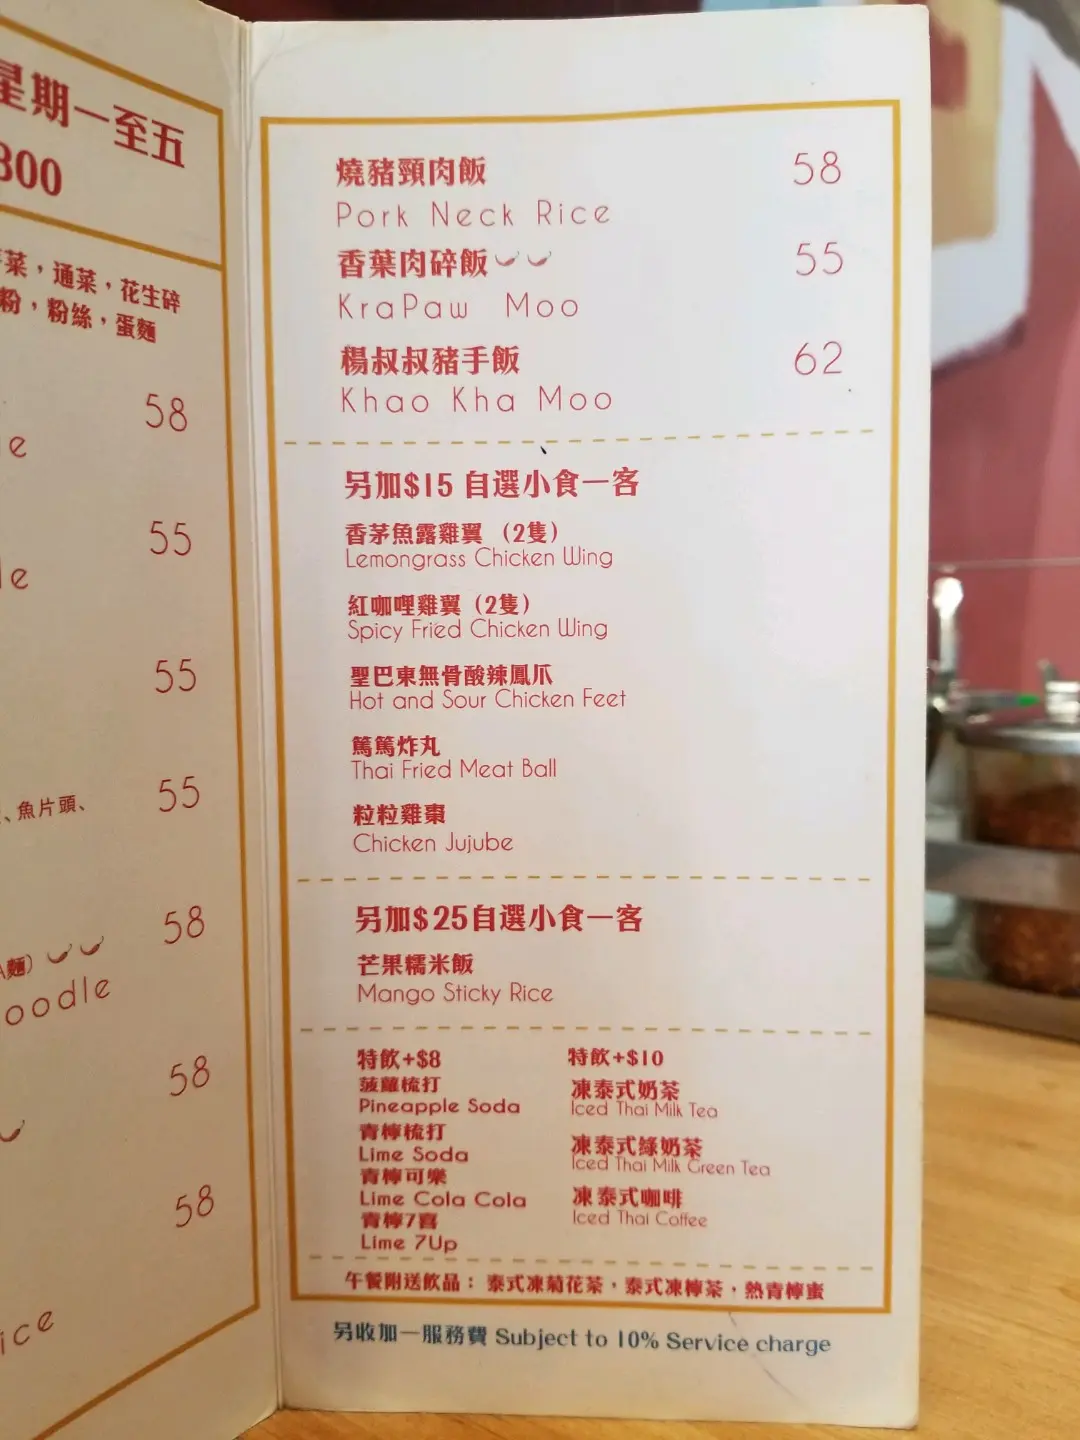 星期一至五
菜，通菜，花生碎
粉，粉絲，蛋麵
58
55
55
、魚片頭、
55
麵）
58
oodle
58
58
ice
燒豬頸肉飯 58
Pork Neck Rice
香葉肉碎飯 55
KraPaw Moo
楊叔叔豬手飯 62
Khao Kha Moo
另加$15 自選小食一客
香茅魚露雞翼 （2隻）
Lemongrass Chicken Wing
紅咖喱雞翼（2隻）
Spicy Fried Chicken Wing
聖巴東無骨酸辣鳳爪
Hot and Sour Chicken Feet
篤篤炸丸
Thai Fried Meat Ball
粒粒雞棗
Chicken Jujube
另加$25自選小食一客
芒果糯米飯
Mango Sticky Rice
特飲+$8
菠蘿梳打
Pineapple Soda
青檸梳打
Lime Soda
青檸可樂
Lime Cola Cola
青檸7喜
Lime 7Up
特飲+$10
凍泰式奶茶
Iced Thai Milk Tea
凍泰式綠奶茶
Iced Thai Milk Green Tea
凍泰式咖啡
Iced Thai Coffee
午餐附送飲品：泰式凍菊花茶，泰式凍檸茶，熱青檸蜜
另收加一服務費 Subject to 10% Service charge